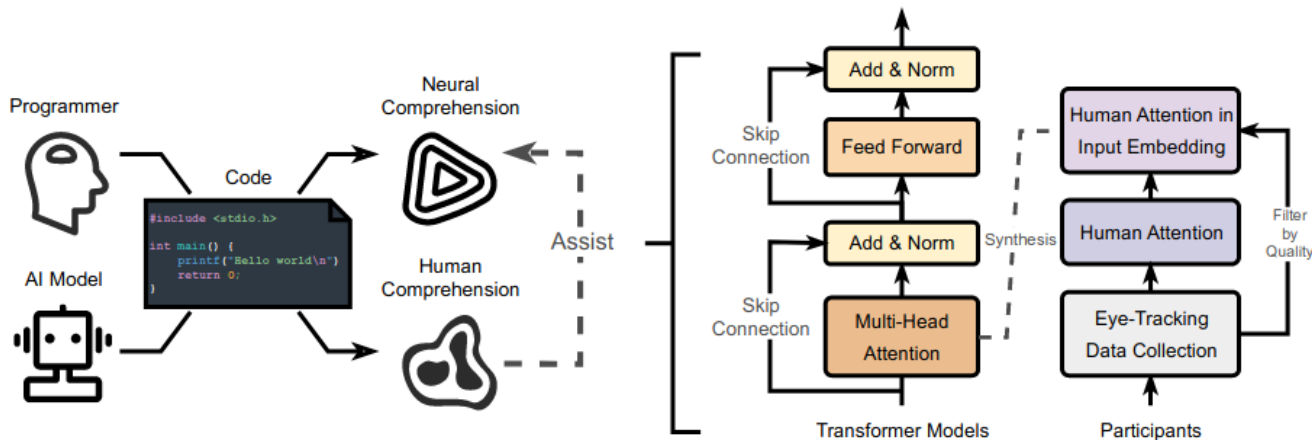 Programmer
AI Model
Code
#include <stdio.h>
int main() {
printf("Hello world\n")
return 0;
}
Neural
Comprehension
Human
Comprehension
Assist
Add & Norm
Feed Forward
Skip
Connection
Add & Norm
Multi-Head
Attention
Skip
Connection
Transformer Models
Synthesis
Human Attention in
Input Embedding
Human Attention
Eye-Tracking
Data Collection
Filter
by
Quality
Participants